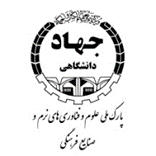 جهاد
دانشگاهی
پارک ملی علوم و فناوری‌های نرم و
صنایع فرهنگی